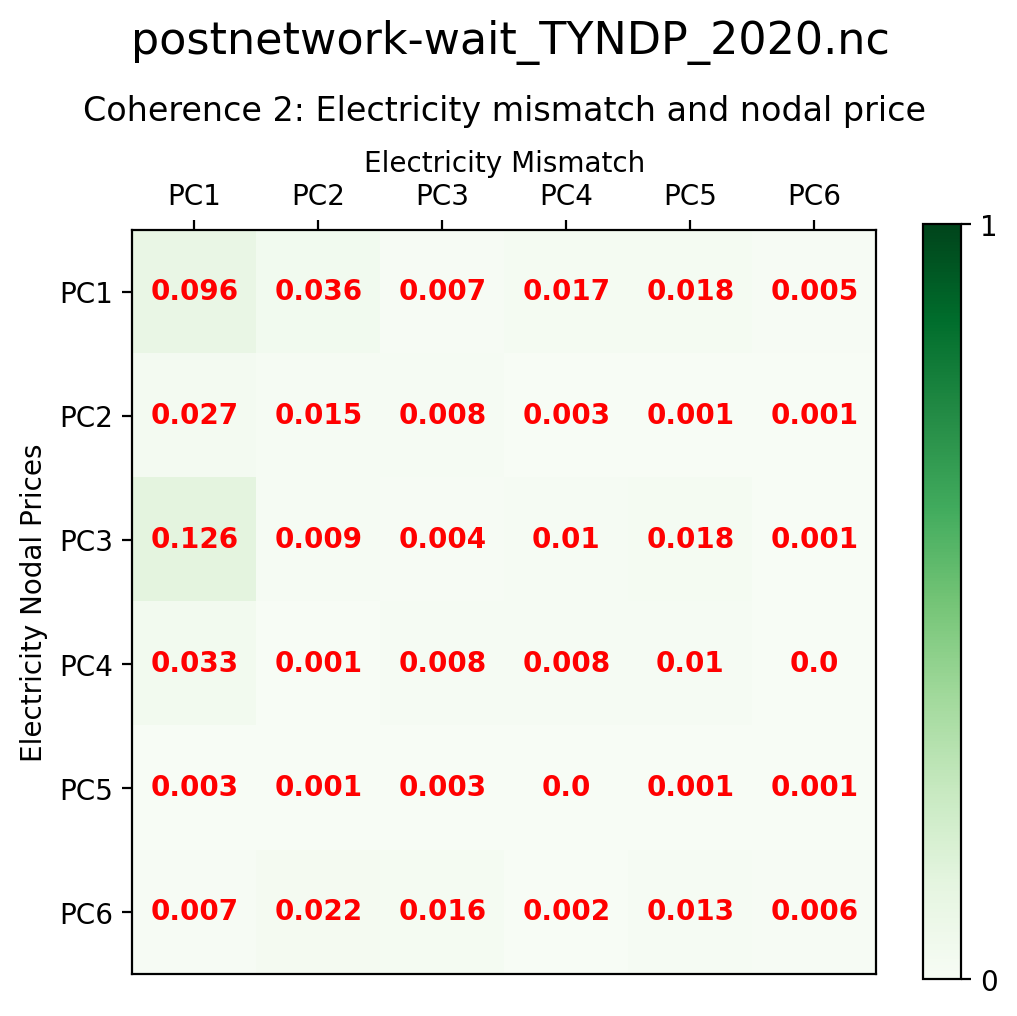 postnetwork-wait_TYNDP_2020.nc
Coherence 2: Electricity mismatch and nodal price
Electricity Mismatch
PC1 PC2 PC3 PC4 PC5 PC6
1
PC1 0.096 0.036 0.007 0.017 0.018 0.005
PC2 0.027 0.015 0.008 0.003 0.001 0.001
Electricity Nodal Prices
PC3 0.126 0.009 0.004 0.01 0.018 0.001
PC4 0.033 0.001 0.008 0.008 0.01 0.0
PC5 0.003 0.001 0.003 0.0 0.001 0.001
PC6 0.007 0.022 0.016 0.002 0.013 0.006
0